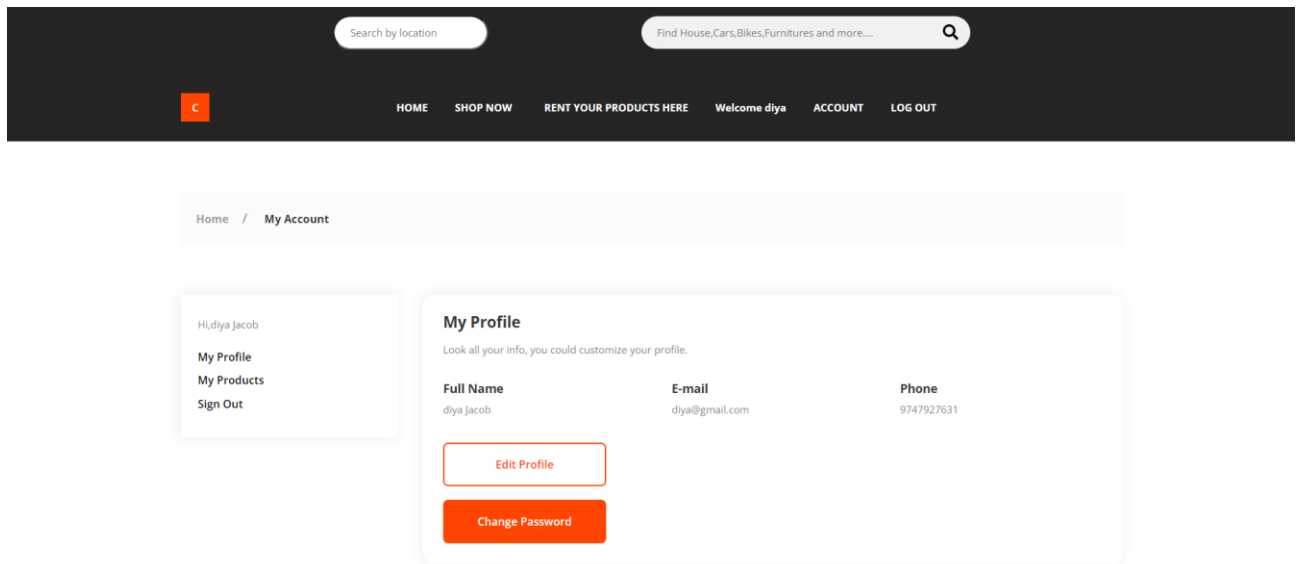 Search by location
Find House,Cars,Bikes,Furnitures and more....
C
HOME SHOP NOW RENT YOUR PRODUCTS HERE Welcome diya ACCOUNT LOG OUT
Home / My Account
Hi,diya Jacob
My Profile
My Products
Sign Out
My Profile
Look all your info, you could customize your profile.
Full Name E-mail Phone
diya Jacob diya@gmail.com 9747927631
Edit Profile
Change Password